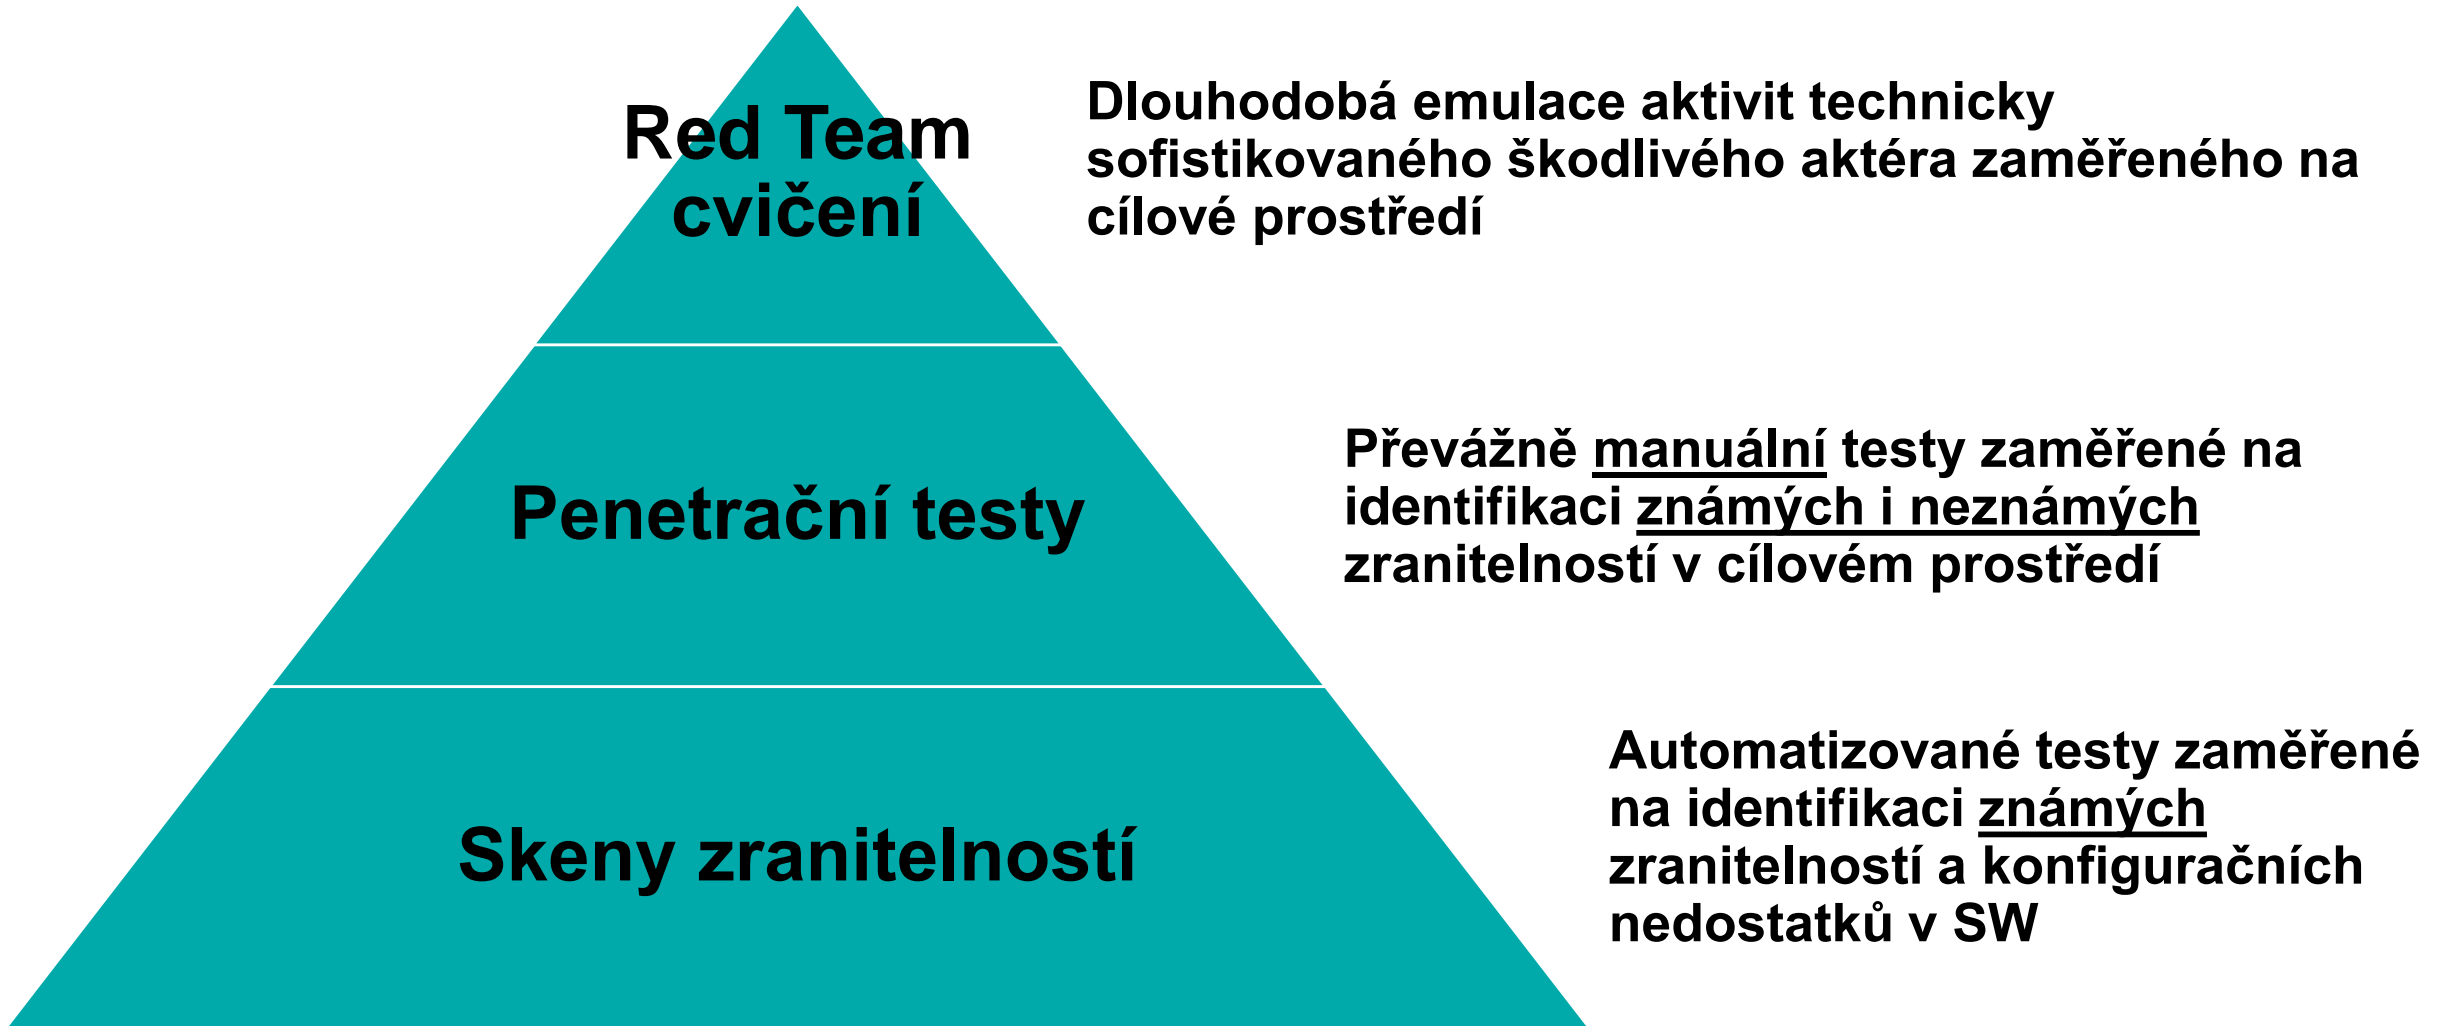 Red Team
cvičení
Dlouhodobá emulace aktivit technicky
sofistikovaného škodlivého aktéra zaměřeného na
cílové prostředí
Penetrační testy
Převážně manuální testy zaměřené na
identifikaci známých i neznámých
zranitelností v cílovém prostředí
Skeny zranitelností
Automatizované testy zaměřené
na identifikaci známých
zranitelností a konfiguračních
nedostatků v SW